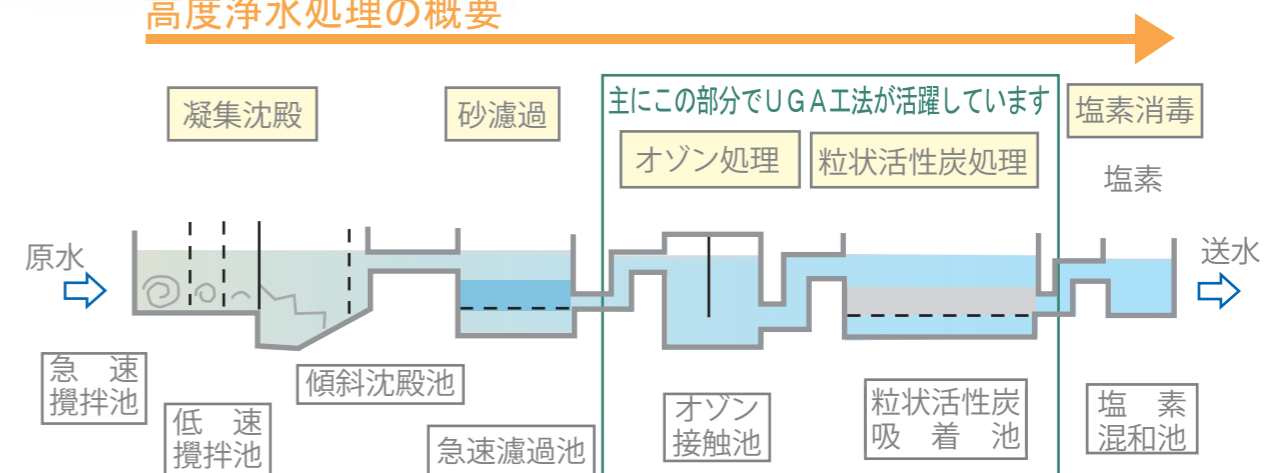 高度浄水処理の概要
主にこの部分でUGA工法が活躍しています
凝集沈殿
砂濾過
オゾン処理
粒状活性炭処理
塩素消毒
塩素
原水
送水
急　速
攪拌池
低　速
攪拌池
傾斜沈殿池
急速濾過池
オゾン
接触池
粒状活性炭
吸　着　池
塩　素
混和池